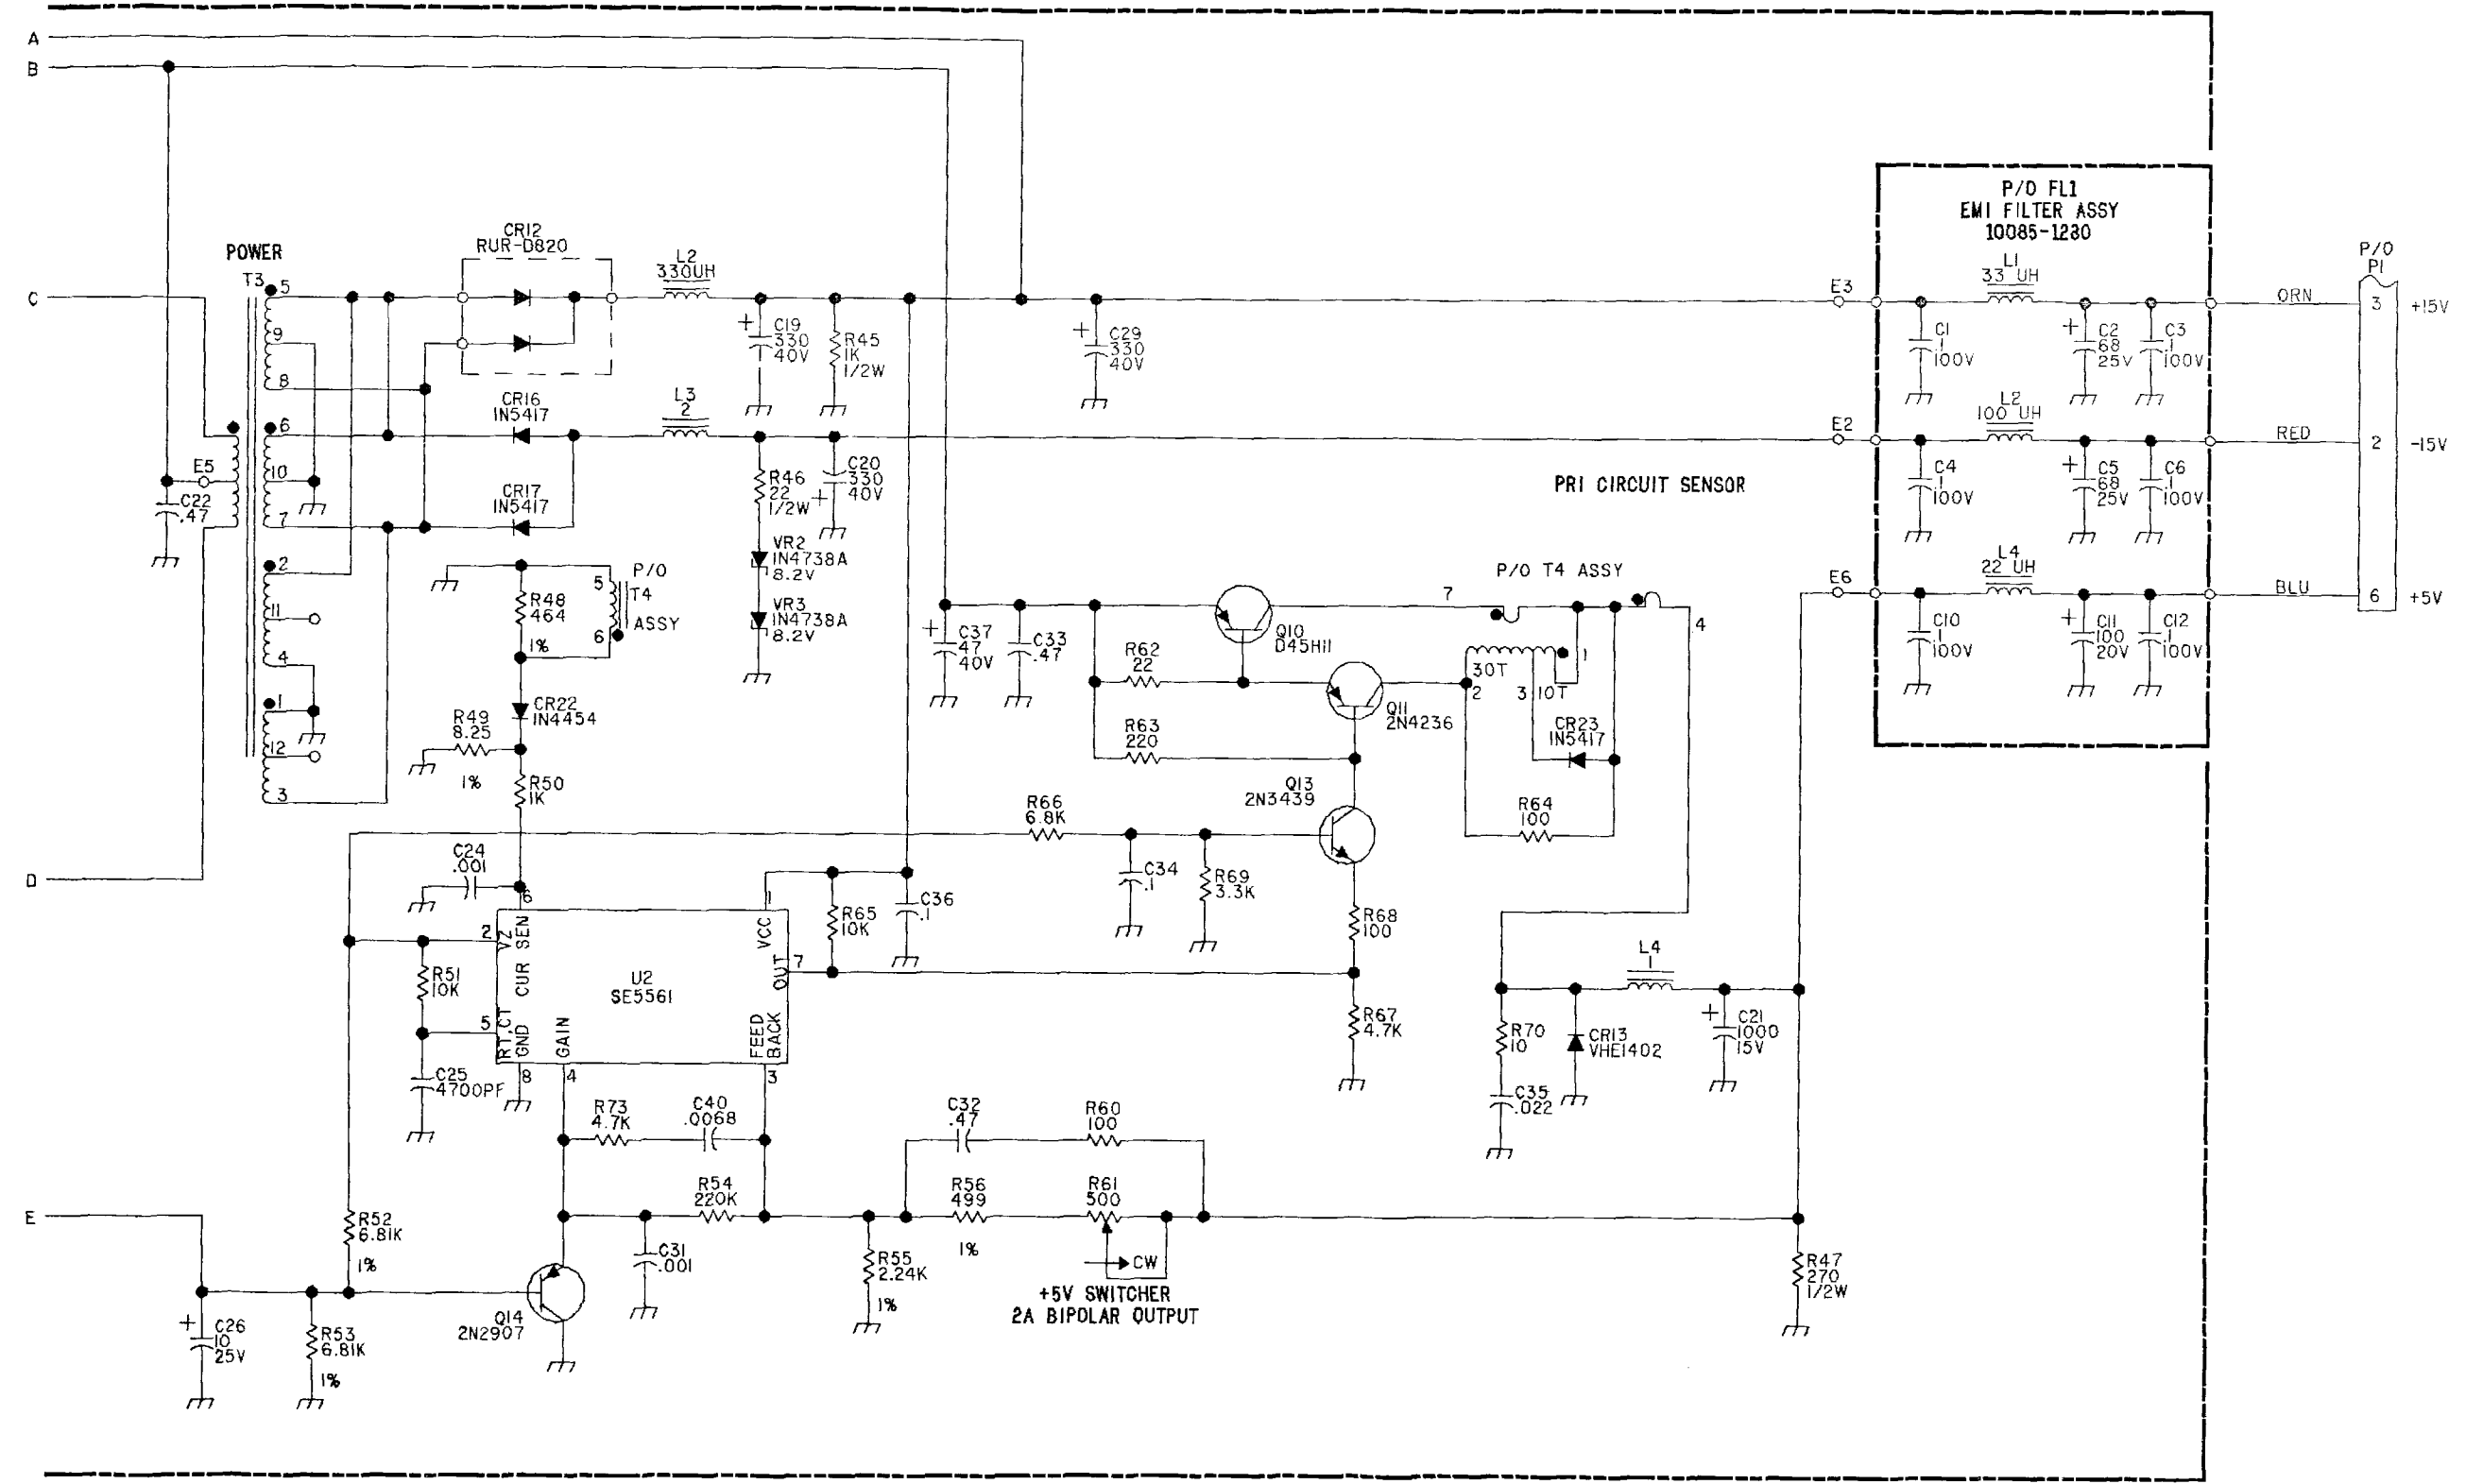 A
B
C
D
E
POWER
T3
5
9
8
6
10
7
2
11
4
1
12
3
E5
C22
.47
CR12
RUR-D820
CR16
1N5417
CR17
1N5417
L2
330UH
L3
2
+
C19
330
40V
R45
1K
1/2W
+
C29
330
40V
R46
22
1/2W
+
C20
330
40V
VR2
1N4738A
8.2V
VR3
1N4738A
8.2V
R48
464
1%
P/O
T4
ASSY
5
6
CR22
1N4454
R49
8.25
1%
R50
1K
C24
.001
PRI CIRCUIT SENSOR
+
C37
47
40V
C33
.47
R62
22
R63
220
Q10
D45H11
Q11
2N4236
Q13
2N3439
P/O T4 ASSY
7
4
30T
2
3
10T
1
CR23
1N5417
R64
100
R66
6.8K
C34
.1
R69
3.3K
R68
100
R67
4.7K
R65
10K
C36
.1
U2
SE5561
6
CUR SEN
2
VZ
5
RT,CT
GND
8
GAIN
4
FEED
BACK
3
VCC
1
OUT
7
R51
10K
C25
4700PF
R73
4.7K
C40
.0068
R54
220K
C31
.001
C32
.47
R60
100
R56
499
1%
R61
500
CW
R55
2.24K
1%
+5V SWITCHER
2A BIPOLAR OUTPUT
R52
6.81K
1%
+
C26
10
25V
R53
6.81K
1%
Q14
2N2907
R70
10
C35
.022
CR13
VHE1402
L4
1
+
C21
1000
15V
R47
270
1/2W
P/O FL1
EMI FILTER ASSY
10085-1230
E3
L1
33 UH
C1
.1
100V
+
C2
68
25V
C3
.1
100V
E2
L2
100 UH
C4
.1
100V
+
C5
68
25V
C6
.1
100V
E6
L4
22 UH
C10
.1
100V
+
C11
100
20V
C12
.1
100V
ORN
RED
BLU
P/O
P1
3
2
6
+15V
-15V
+5V